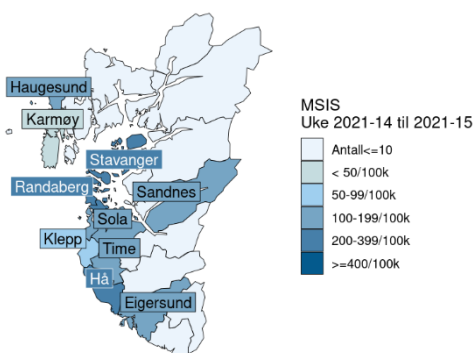 Haugesund
Karmøy
Stavanger
Randaberg
Sandnes
Sola
Klepp
Time
Hå
Eigersund
MSIS
Uke 2021-14 til 2021-15
Antall<=10
< 50/100k
50-99/100k
100-199/100k
200-399/100k
>=400/100k